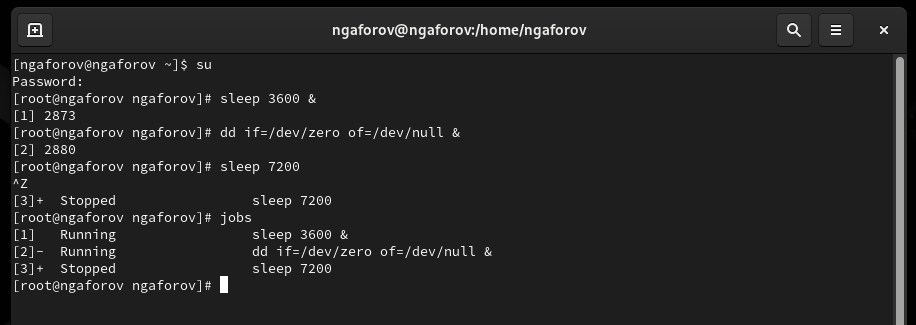 ngaforov@ngaforov:/home/ngaforov
[ngaforov@ngaforov ~]$ su
Password:
[root@ngaforov ngaforov]# sleep 3600 &
[1] 2873
[root@ngaforov ngaforov]# dd if=/dev/zero of=/dev/null &
[2] 2880
[root@ngaforov ngaforov]# sleep 7200
^Z
[3]+  Stopped                 sleep 7200
[root@ngaforov ngaforov]# jobs
[1]   Running                 sleep 3600 &
[2]-  Running                 dd if=/dev/zero of=/dev/null &
[3]+  Stopped                 sleep 7200
[root@ngaforov ngaforov]#